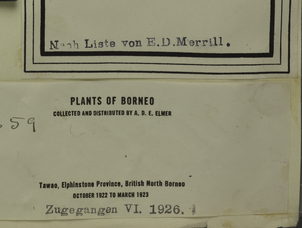 Nach Liste von E.D.Merrill.
PLANTS OF BORNEO
COLLECTED AND DISTRIBUTED BY A. D. E. ELMER
59
Tawao, Elphinstone Province, British North Borneo
OCTOBER 1922 TO MARCH 1923
Zugegangen VI. 1926.